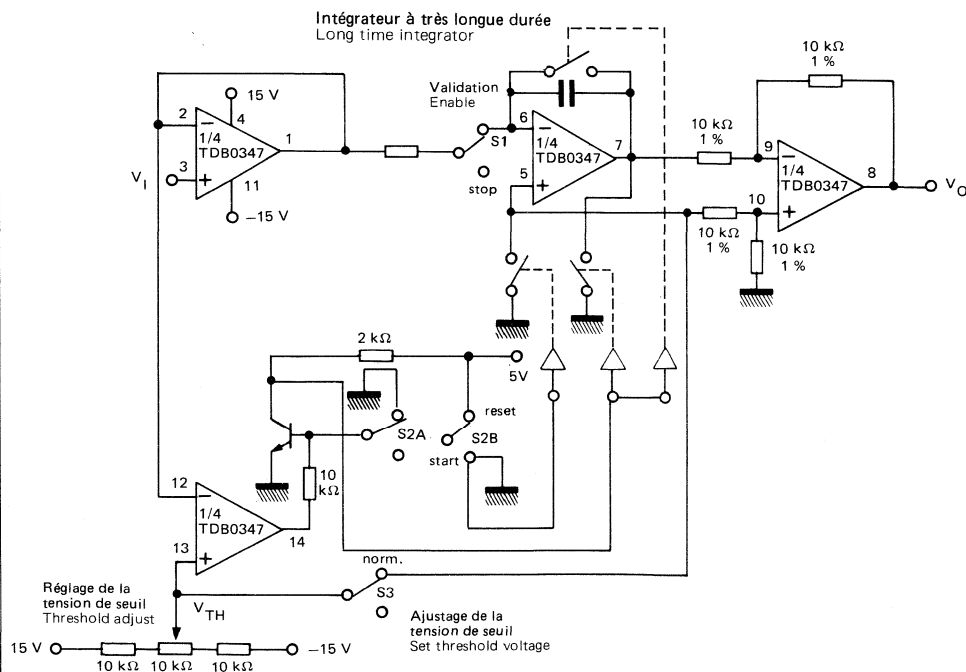 Intégrateur à très longue durée
Long time integrator
10 kΩ
1 %
Validation
Enable
15 V
2
4
1
1/4
TDB0347
3
11
VI
−15 V
S1
stop
6
5
7
1/4
TDB0347
10 kΩ
1 %
9
10
8
1/4
TDB0347
VO
10 kΩ
1 %
10 kΩ
1 %
2 kΩ
5V
reset
S2A
S2B
start
10
kΩ
12
13
14
1/4
TDB0347
norm.
S3
Réglage de la
tension de seuil
Threshold adjust
VTH
Ajustage de la
tension de seuil
Set threshold voltage
15 V
−15 V
10 kΩ
10 kΩ
10 kΩ